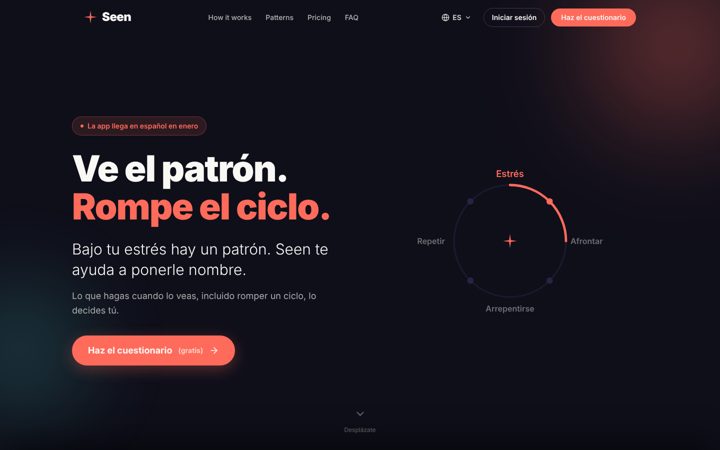 Seen
How it works Patterns Pricing FAQ
ES
Iniciar sesión
Haz el cuestionario
La app llega en español en enero
Ve el patrón.
Rompe el ciclo.
Bajo tu estrés hay un patrón. Seen te
ayuda a ponerle nombre.
Lo que hagas cuando lo veas, incluido romper un ciclo, lo
decides tú.
Haz el cuestionario (gratis)
Estrés
Afrontar
Arrepentirse
Repetir
Desplázate